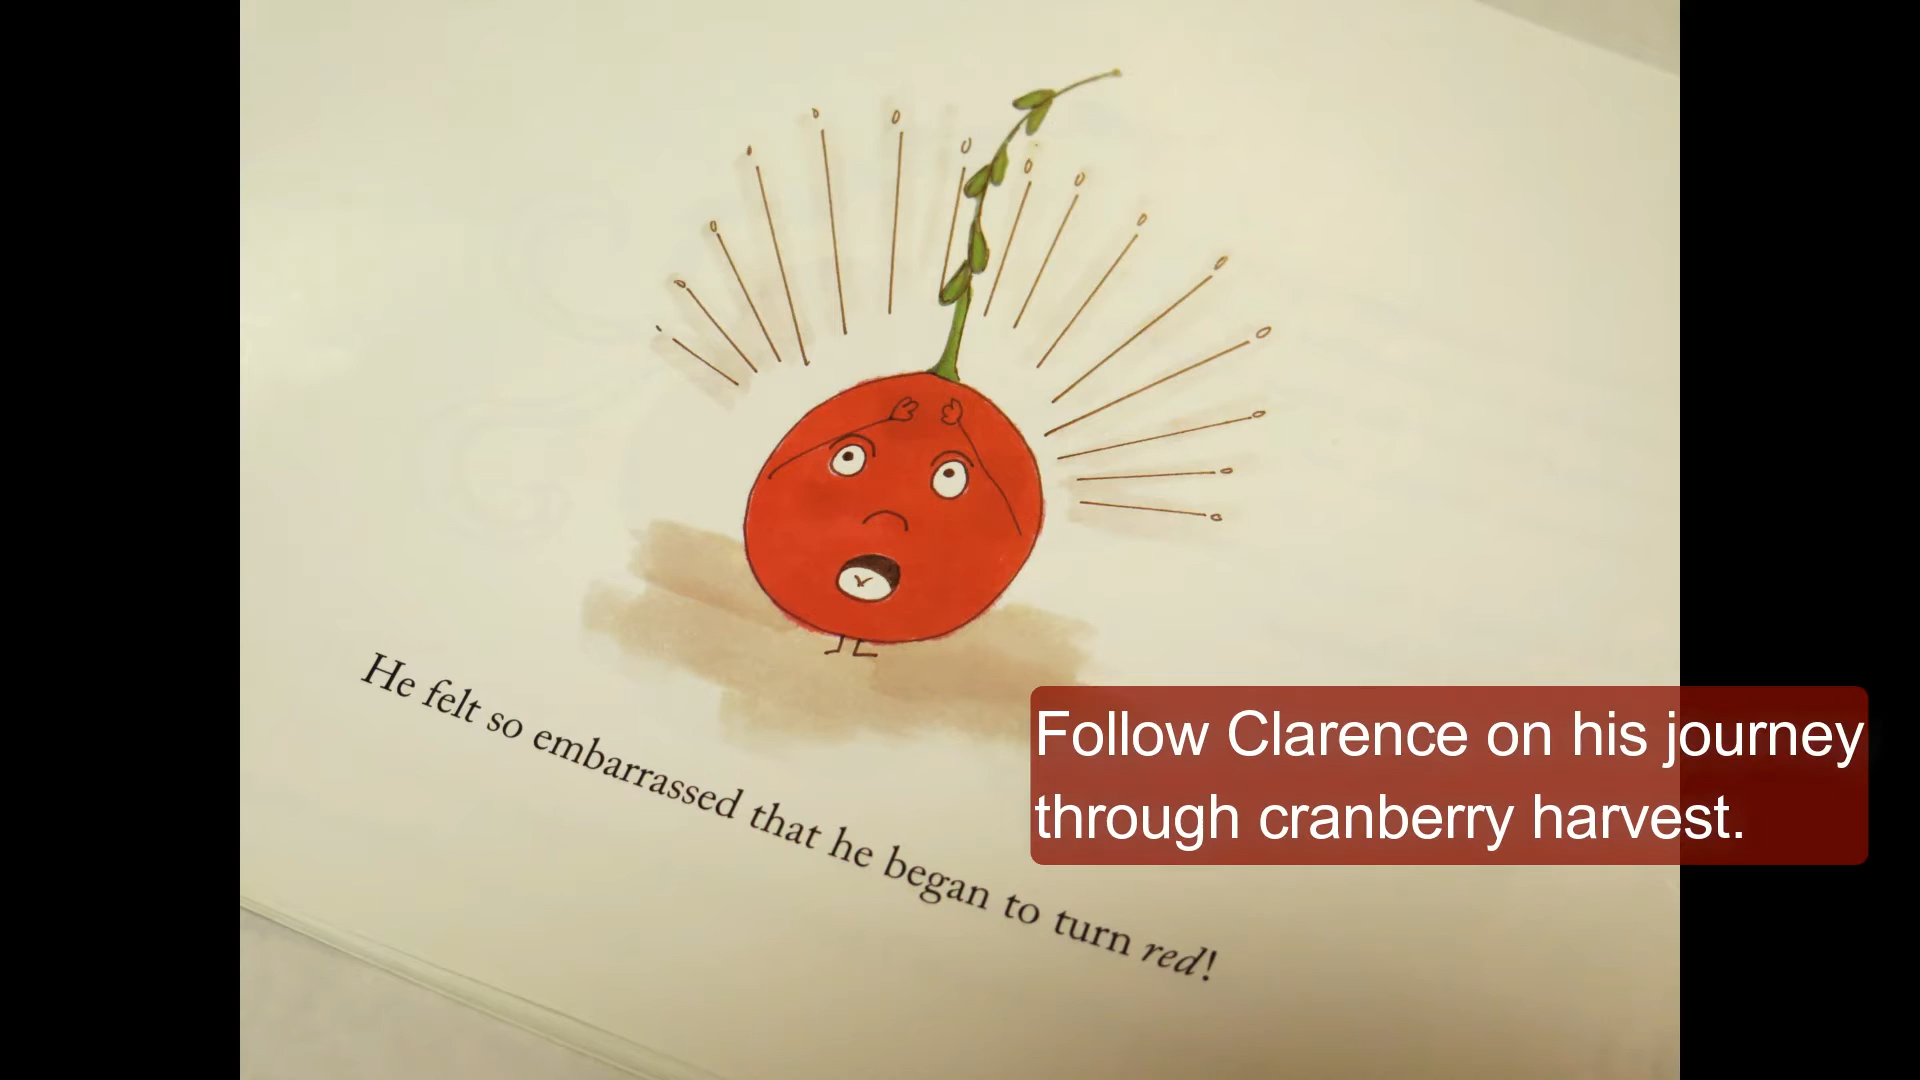 He felt so embarrassed that he began to turn red!
Follow Clarence on his journey
through cranberry harvest.